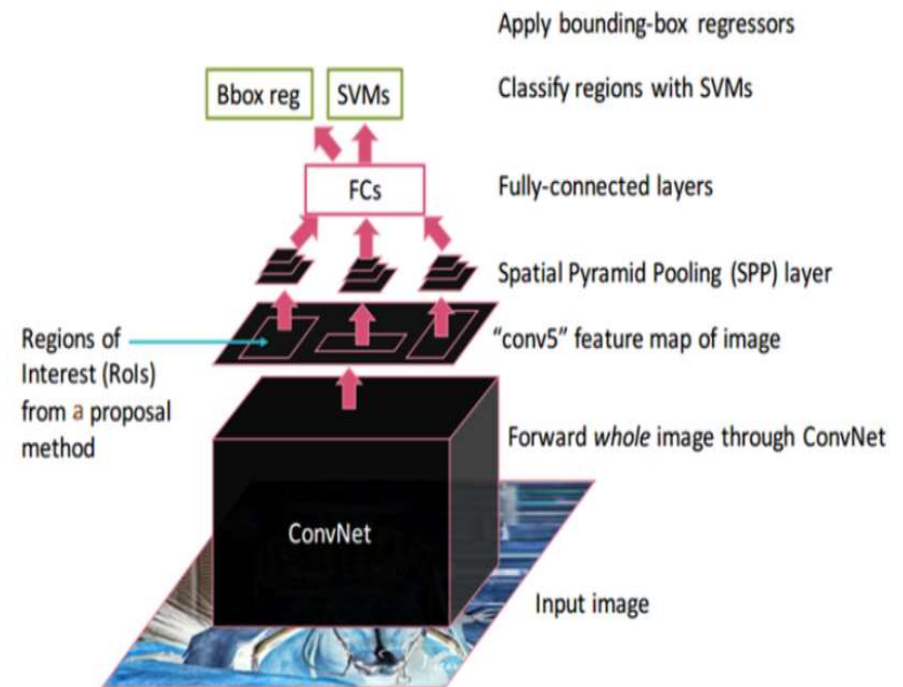 Apply bounding-box regressors
Bbox reg
SVMs
Classify regions with SVMs
FCs
Fully-connected layers
Spatial Pyramid Pooling (SPP) layer
Regions of
Interest (RoIs)
from a proposal
method
“conv5” feature map of image
Forward whole image through ConvNet
ConvNet
Input image